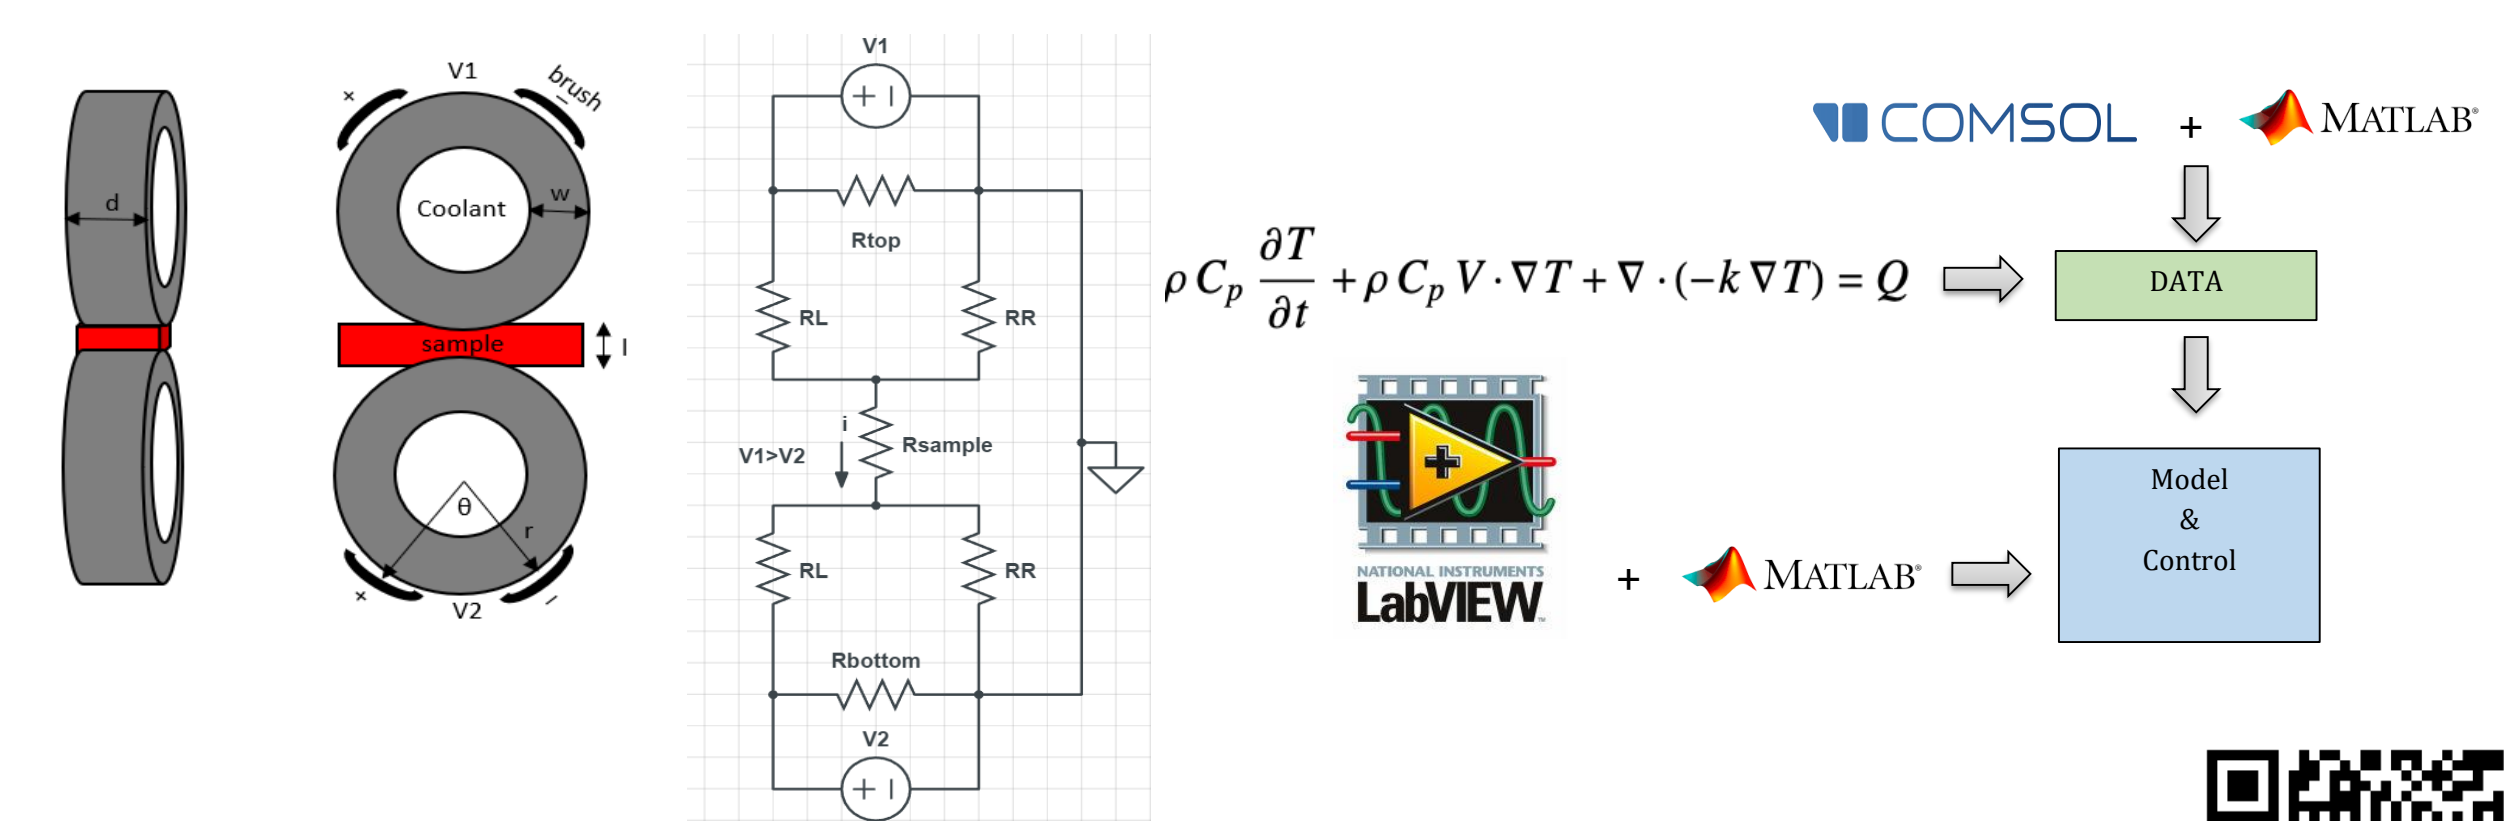 d
V1
+
brush
–
Coolant
w
sample
l
θ
r
+
–
V2
V1
+ –
Rtop
RL
RR
i
V1>V2
Rsample
RL
RR
Rbottom
V2
+ –
COMSOL + MATLAB®
ρ C_p ∂T/∂t + ρ C_p V · ∇T + ∇ · (−k ∇T) = Q
DATA
NATIONAL INSTRUMENTS
LabVIEW™
+ MATLAB®
Model
&
Control